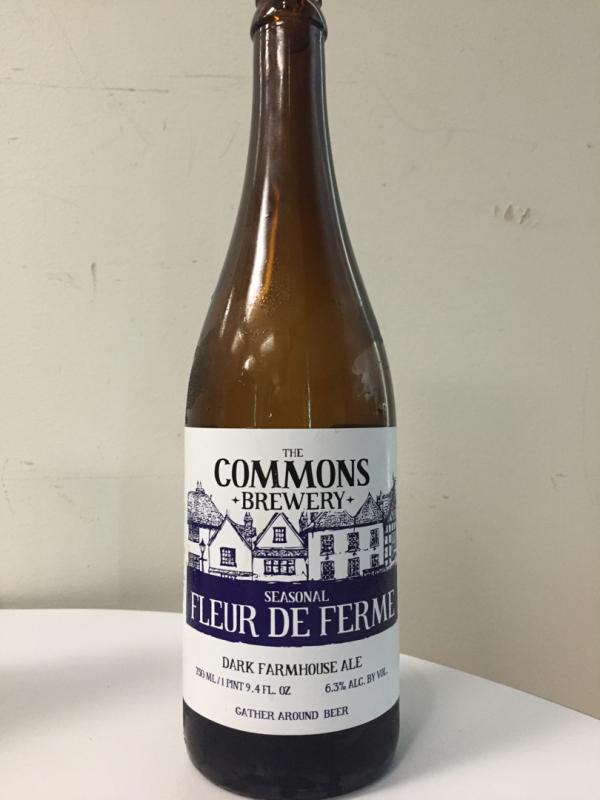 THE
COMMONS
BREWERY
SEASONAL
FLEUR DE FERME
DARK FARMHOUSE ALE
750 ML / 1 PINT 9.4 FL. OZ 6.3% ALC. BY VOL.
GATHER AROUND BEER